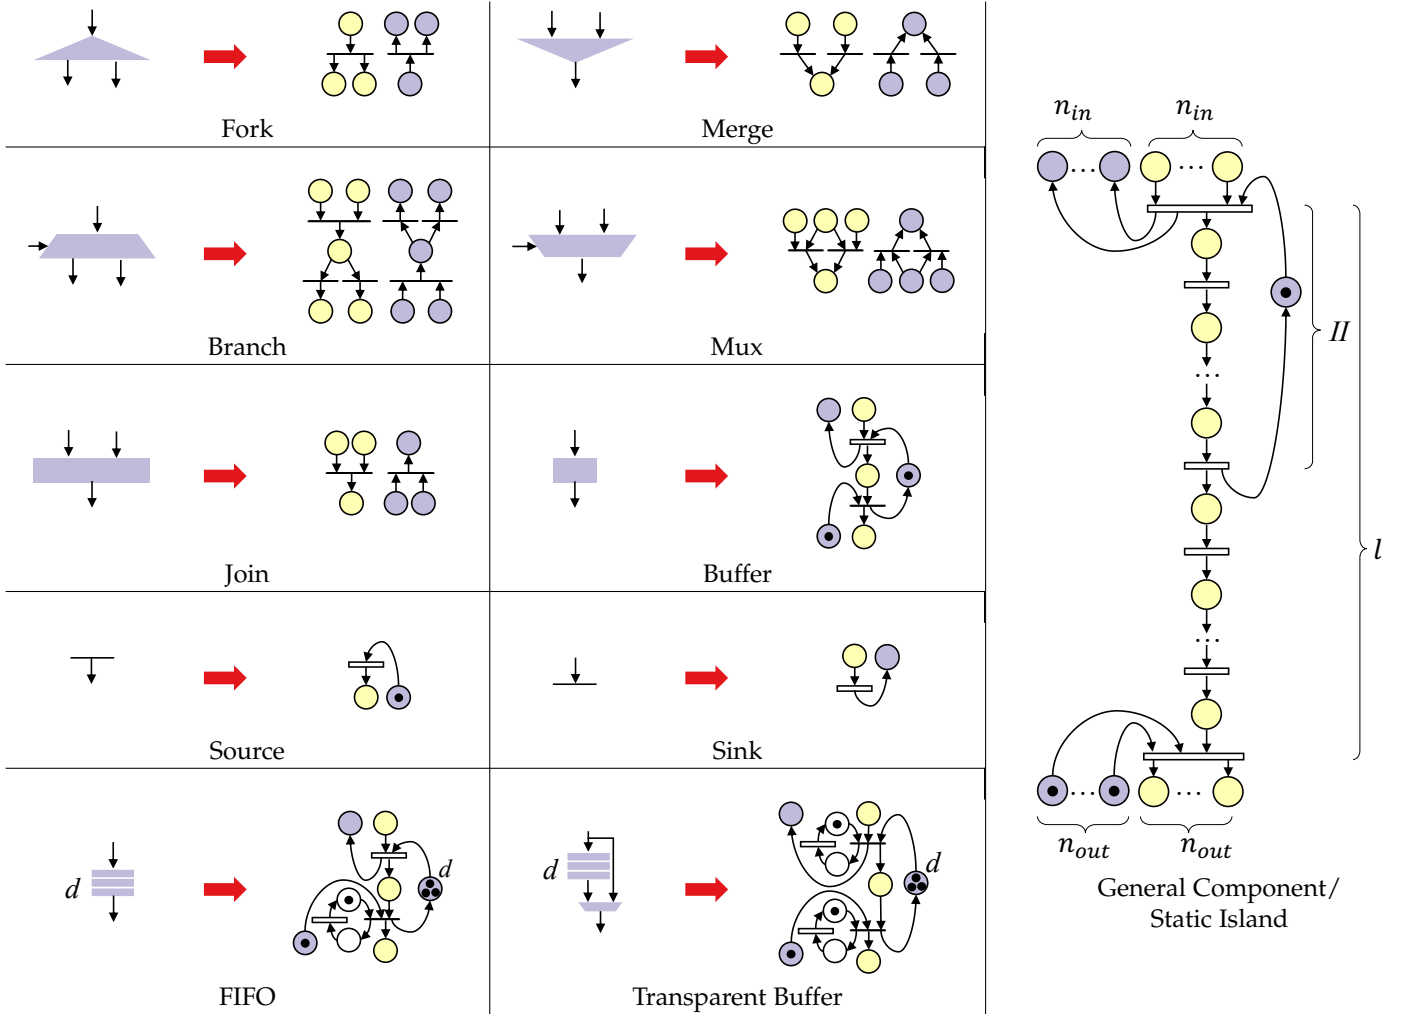 Fork
Merge
Branch
Mux
Join
Buffer
Source
Sink
d
d
FIFO
d
Transparent Buffer
n_in
n_in
...
...
II
...
l
...
...
...
n_out
n_out
General Component/
Static Island